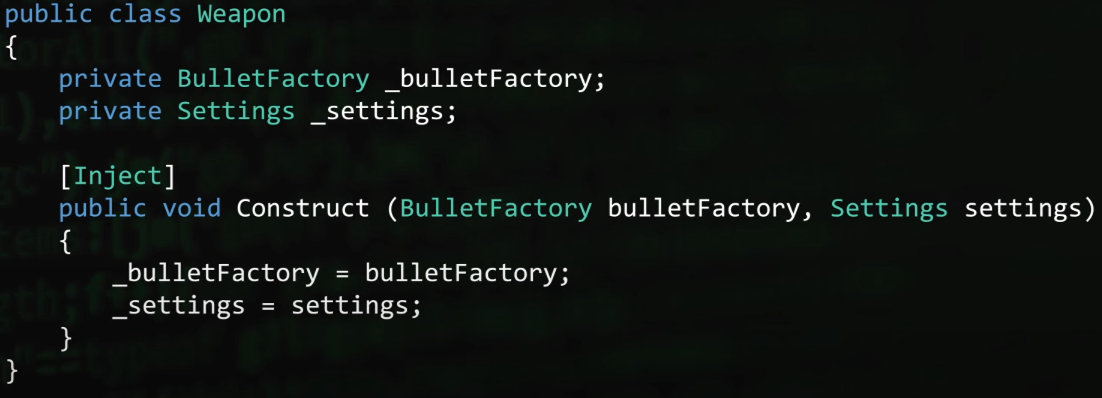 public class Weapon
{
    private BulletFactory _bulletFactory;
    private Settings _settings;

    [Inject]
    public void Construct (BulletFactory bulletFactory, Settings settings)
    {
        _bulletFactory = bulletFactory;
        _settings = settings;
    }
}